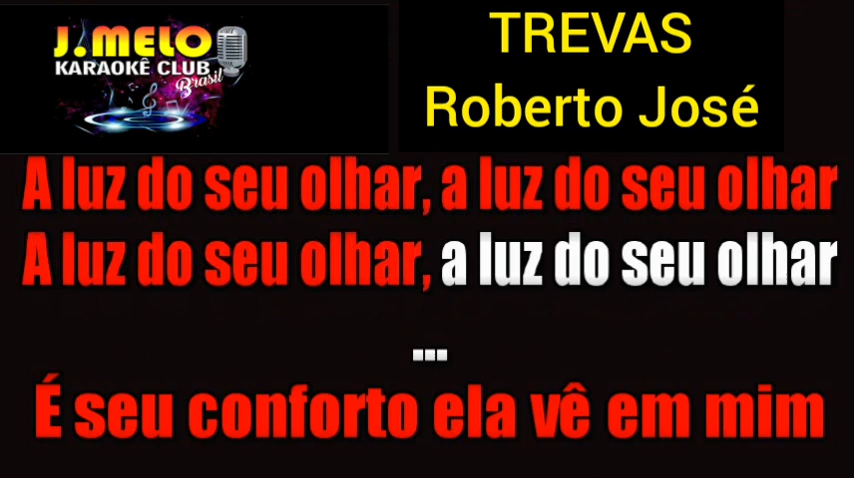 J.MELO
KARAOKÊ CLUB
Brasil
TREVAS
Roberto José
A luz do seu olhar, a luz do seu olhar
A luz do seu olhar, a luz do seu olhar
...
É seu conforto ela vê em mim